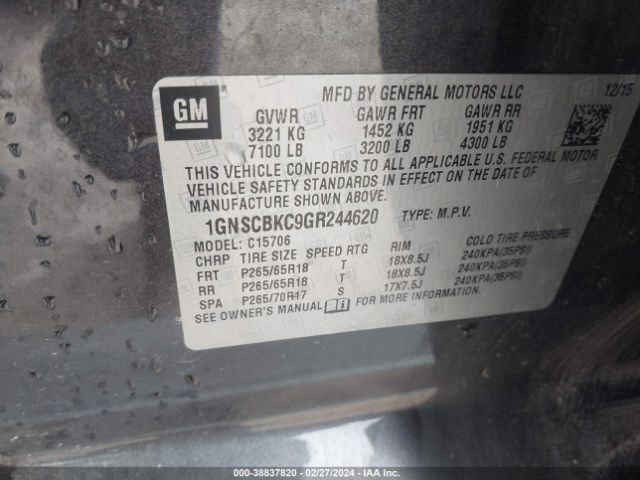 GM
MFD BY GENERAL MOTORS LLC 12/15
GVWR GAWR FRT GAWR RR
3221 KG 1452 KG 1951 KG
7100 LB 3200 LB 4300 LB
THIS VEHICLE CONFORMS TO ALL APPLICABLE U.S. FEDERAL MOTOR
VEHICLE SAFETY STANDARDS IN EFFECT ON THE DATE OF
MANUFACTURE SHOWN ABOVE.
1GNSCBKC9GR244620 TYPE: M.P.V.
MODEL: C15706
CHRP TIRE SIZE SPEED RTG RIM COLD TIRE PRESSURE
FRT P265/65R18 T 18X8.5J 240KPA(35PSI)
RR P265/65R18 T 18X8.5J 240KPA(35PSI)
SPA P265/70R17 S 17X7.5J 240KPA(35PSI)
SEE OWNER'S MANUAL FOR MORE INFORMATION.
000-38837820 - 02/27/2024 - IAA Inc.